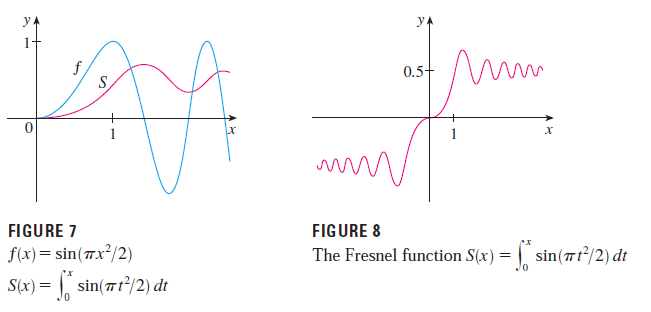 y
1
f
S
0
1
x
FIGURE 7
f(x) = sin(πx²/2)
S(x) = ∫₀ˣ sin(πt²/2) dt
y
0.5
1
x
FIGURE 8
The Fresnel function S(x) = ∫₀ˣ sin(πt²/2) dt